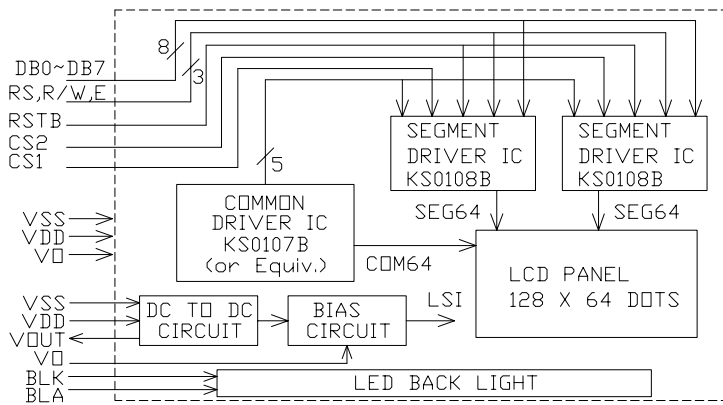 8
DB0~DB7
3
RS,R/W,E
RSTB
CS2
CS1
5
SEGMENT
DRIVER IC
KS0108B
SEGMENT
DRIVER IC
KS0108B
COMMON
DRIVER IC
KS0107B
(or Equiv.)
SEG64
SEG64
VSS
VDD
VO
COM64
LCD PANEL
128 X 64 DOTS
VSS
VDD
VOUT
VO
DC TO DC
CIRCUIT
BIAS
CIRCUIT
LSI
BLK
BLA
LED BACK LIGHT